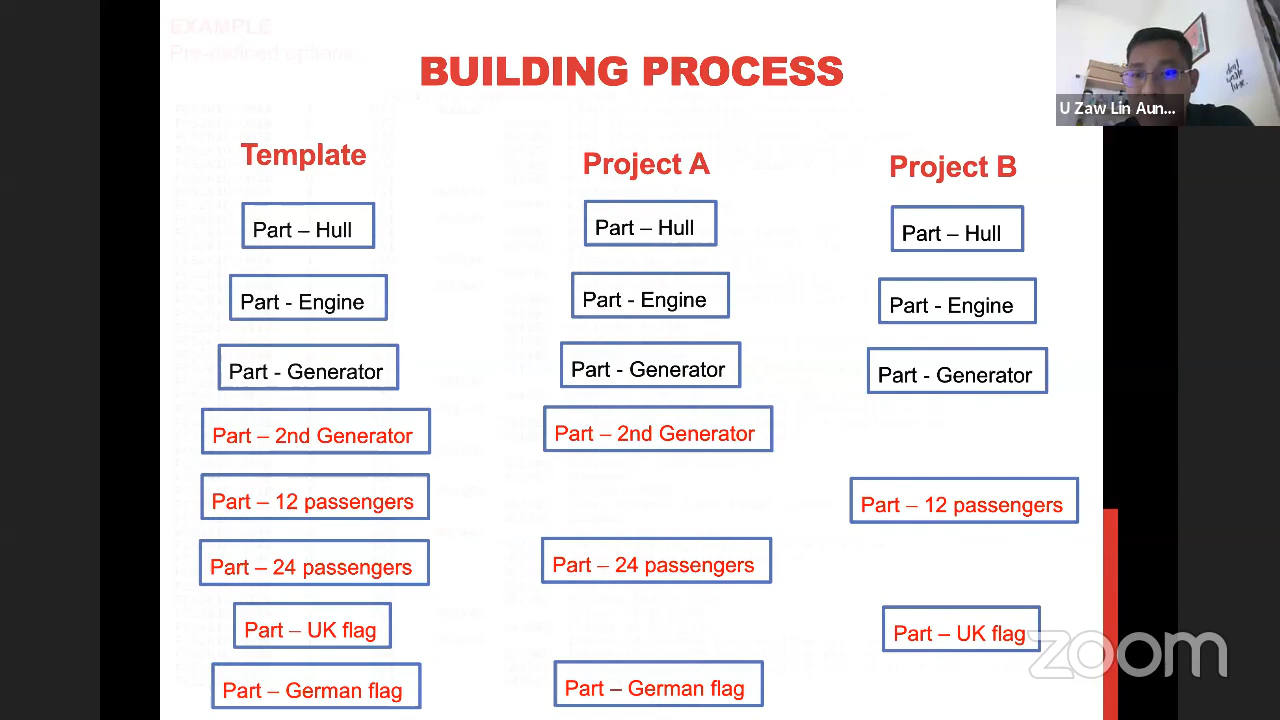 EXAMPLE
Pre-defined options
BUILDING PROCESS
U Zaw Lin Aun...
don't
waste
time.
Template
Project A
Project B
Part – Hull
Part – Hull
Part – Hull
Part - Engine
Part - Engine
Part - Engine
Part - Generator
Part - Generator
Part - Generator
Part – 2nd Generator
Part – 2nd Generator
Part – 12 passengers
Part – 12 passengers
Part – 24 passengers
Part – 24 passengers
Part – UK flag
Part – UK flag
zoom
Part – German flag
Part – German flag